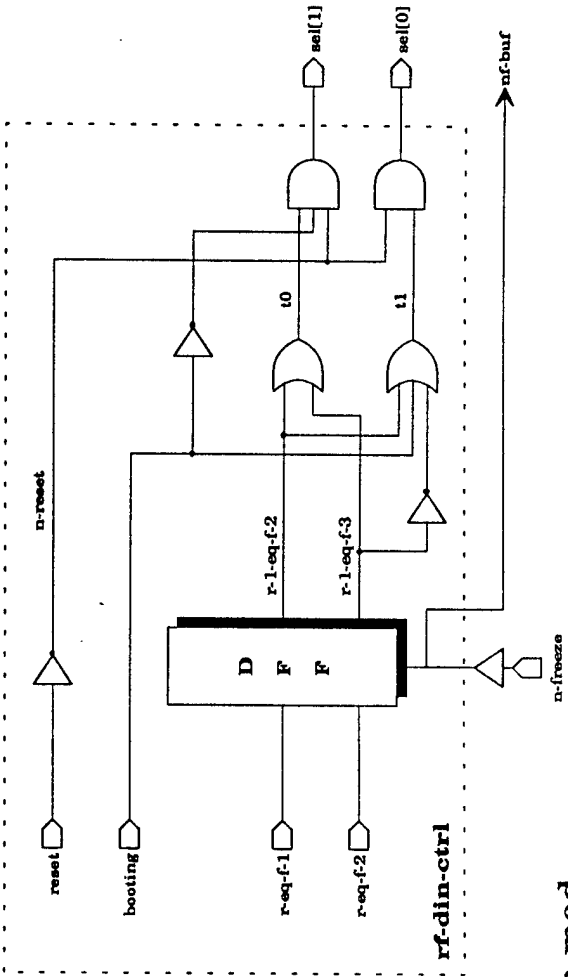 n-reset
reset
booting
sel[1]
sel[0]
nf-buf
t0
t1
r-1-eq-f-2
r-1-eq-f-3
D F F
r-eq-f-1
r-eq-f-2
n-freeze
rf-din-ctrl